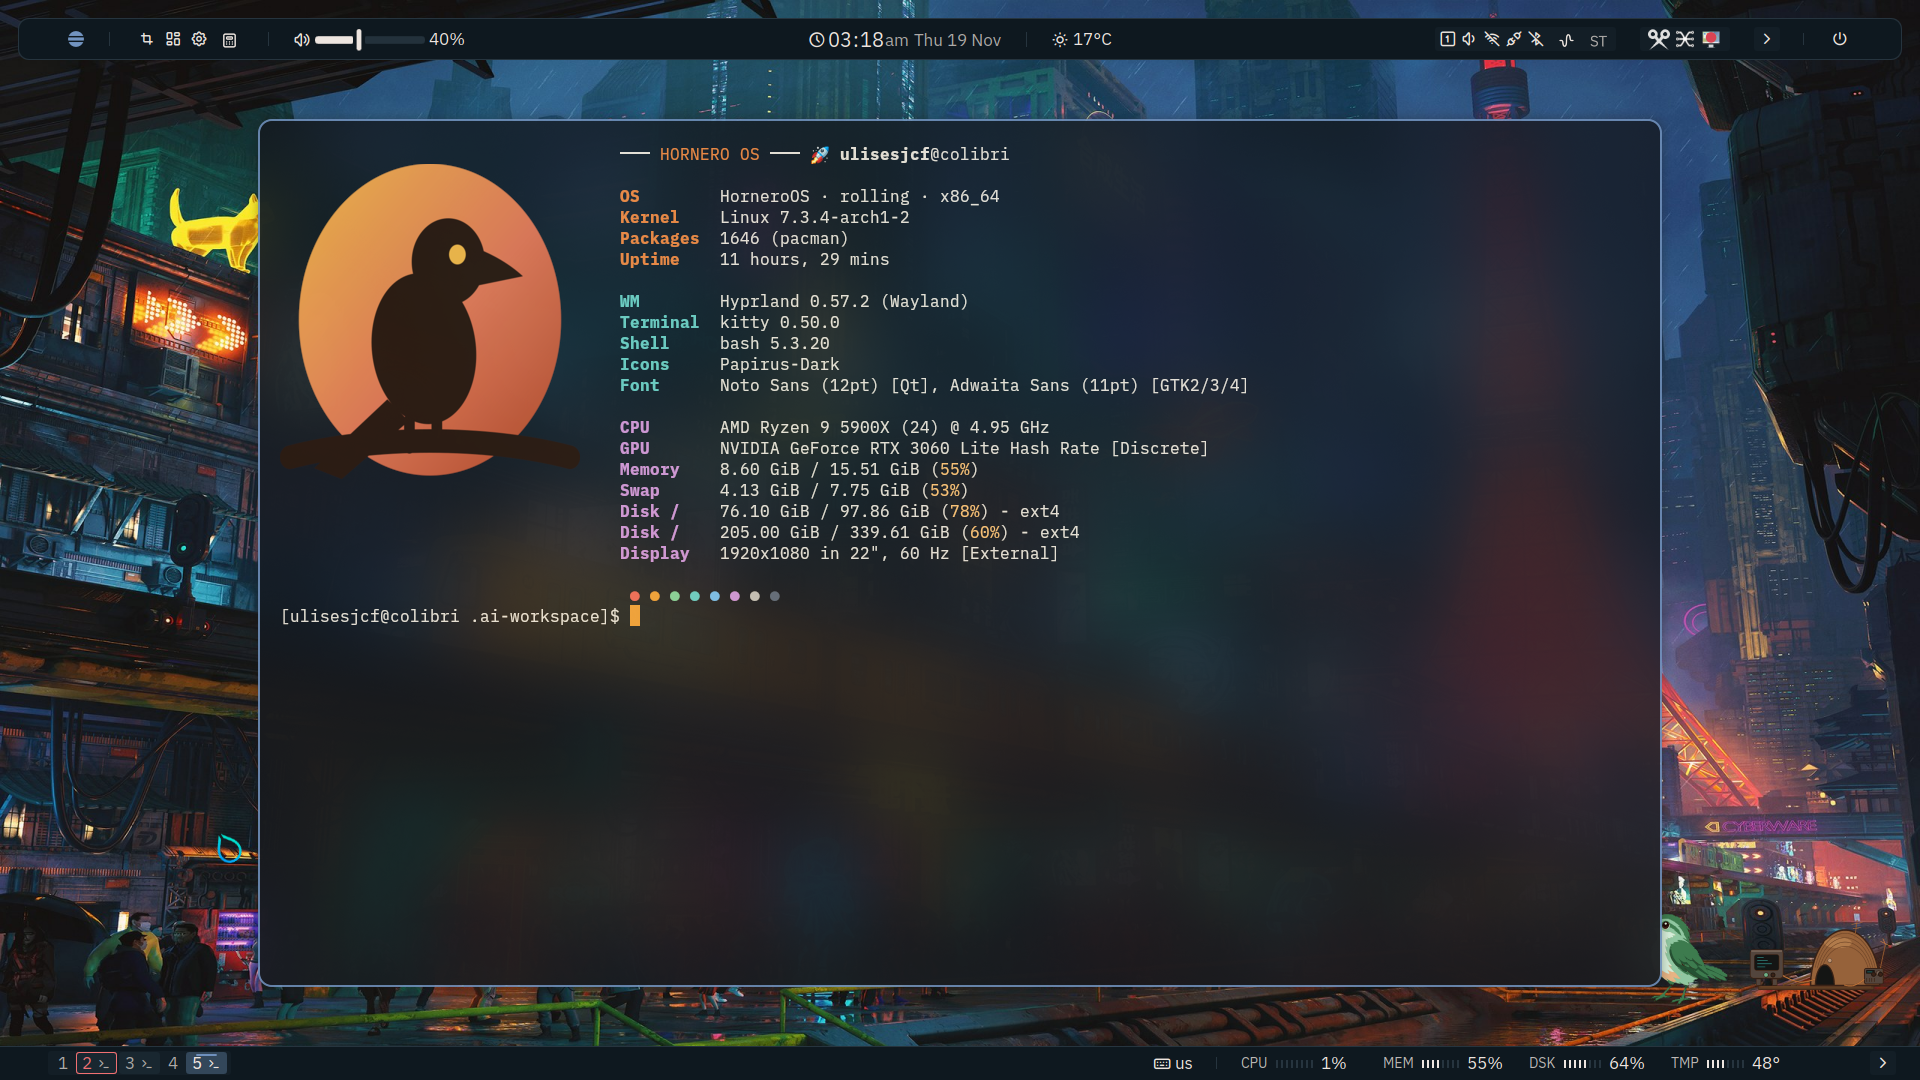 40%
03:18am Thu 19 Nov
17°C
1
ST
HORNERO OS 🚀 ulisesjcf@colibri
OS HorneroOS · rolling · x86_64
Kernel Linux 7.3.4-arch1-2
Packages 1646 (pacman)
Uptime 11 hours, 29 mins
WM Hyprland 0.57.2 (Wayland)
Terminal kitty 0.50.0
Shell bash 5.3.20
Icons Papirus-Dark
Font Noto Sans (12pt) [Qt], Adwaita Sans (11pt) [GTK2/3/4]
CPU AMD Ryzen 9 5900X (24) @ 4.95 GHz
GPU NVIDIA GeForce RTX 3060 Lite Hash Rate [Discrete]
Memory 8.60 GiB / 15.51 GiB (55%)
Swap 4.13 GiB / 7.75 GiB (53%)
Disk / 76.10 GiB / 97.86 GiB (78%) - ext4
Disk / 205.00 GiB / 339.61 GiB (60%) - ext4
Display 1920x1080 in 22", 60 Hz [External]
[ulisesjcf@colibri .ai-workspace]$
CYBERWARE
1 2 >_ 3 >_ 4 5 >_
us
CPU 1%
MEM 55%
DSK 64%
TMP 48°